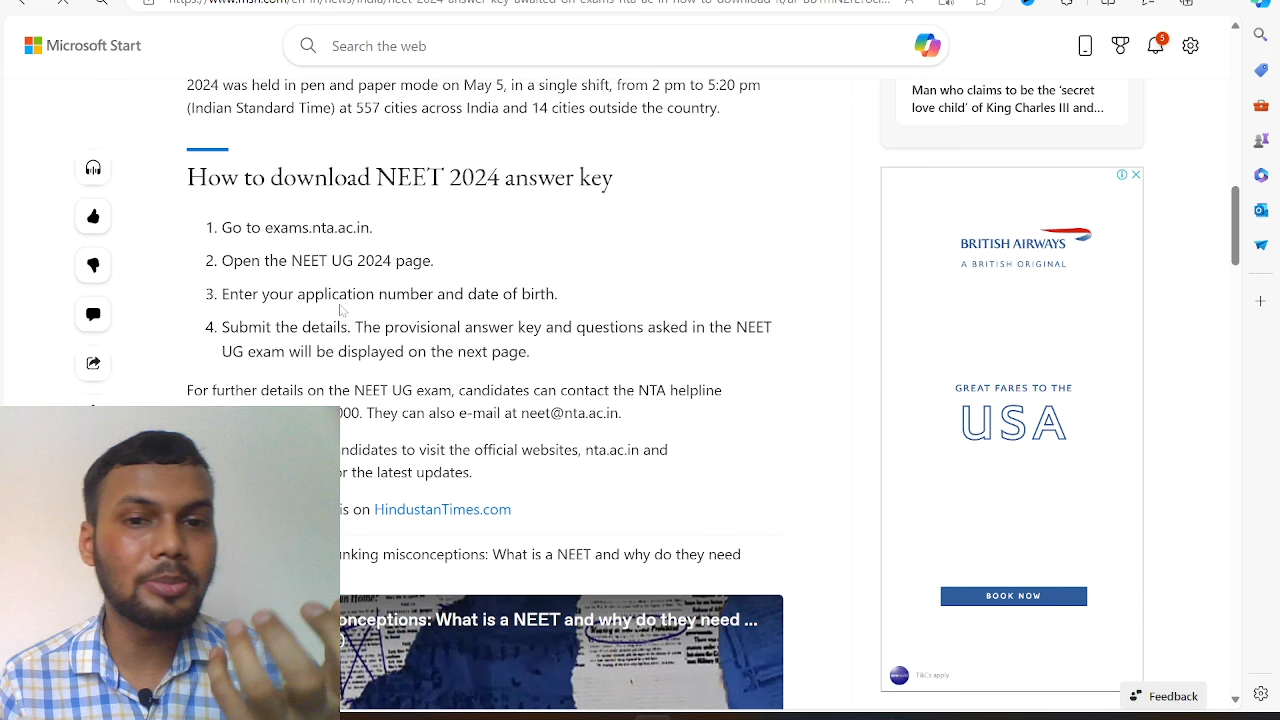 Microsoft Start
Search the web
5
2024 was held in pen and paper mode on May 5, in a single shift, from 2 pm to 5:20 pm
(Indian Standard Time) at 557 cities across India and 14 cities outside the country.
How to download NEET 2024 answer key
1. Go to exams.nta.ac.in.
2. Open the NEET UG 2024 page.
3. Enter your application number and date of birth.
4. Submit the details. The provisional answer key and questions asked in the NEET
UG exam will be displayed on the next page.
For further details on the NEET UG exam, candidates can contact the NTA helpline
000. They can also e-mail at neet@nta.ac.in.
to visit the official websites, nta.ac.in and
the latest updates.
is on HindustanTimes.com
misconceptions: What is a NEET and why do they need
What is a NEET and why do they need ...
Man who claims to be the ‘secret
love child’ of King Charles III and...
BRITISH AIRWAYS
A BRITISH ORIGINAL
GREAT FARES TO THE
USA
BOOK NOW
T&Cs apply
Feedback